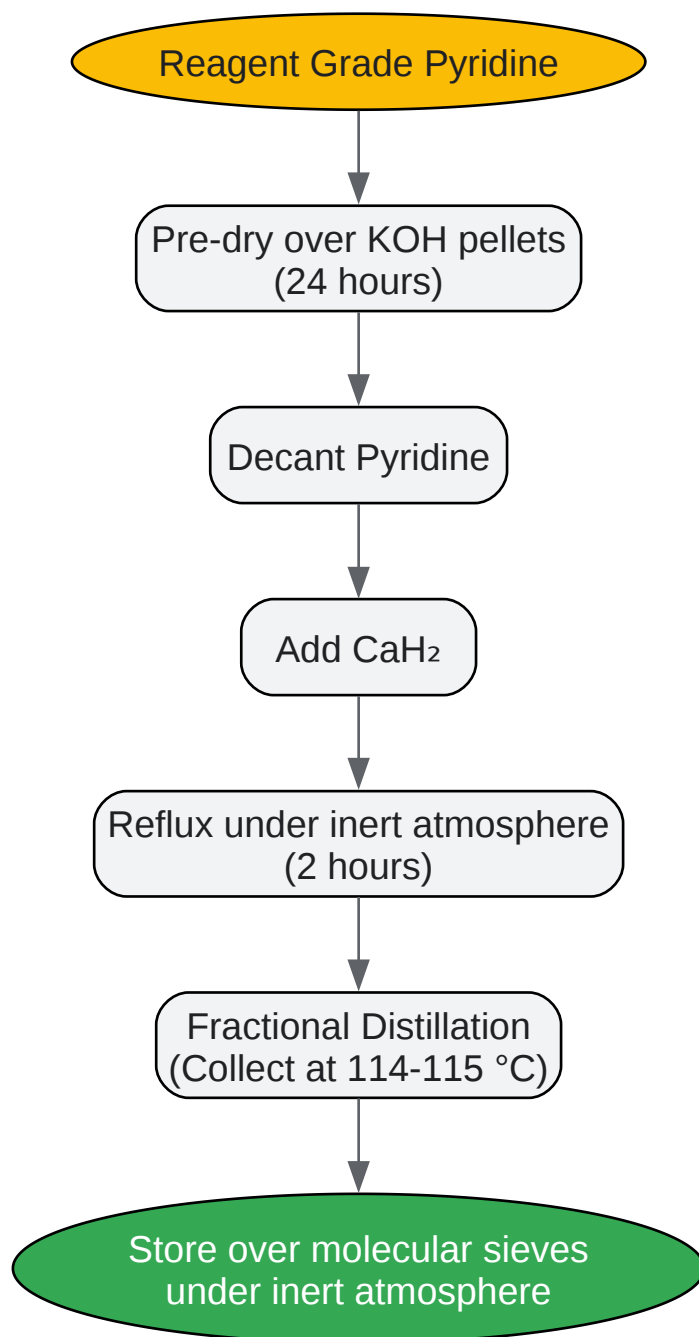 Reagent Grade Pyridine
Pre-dry over KOH pellets
(24 hours)
Decant Pyridine
Add CaH₂
Reflux under inert atmosphere
(2 hours)
Fractional Distillation
(Collect at 114-115 °C)
Store over molecular sieves
under inert atmosphere